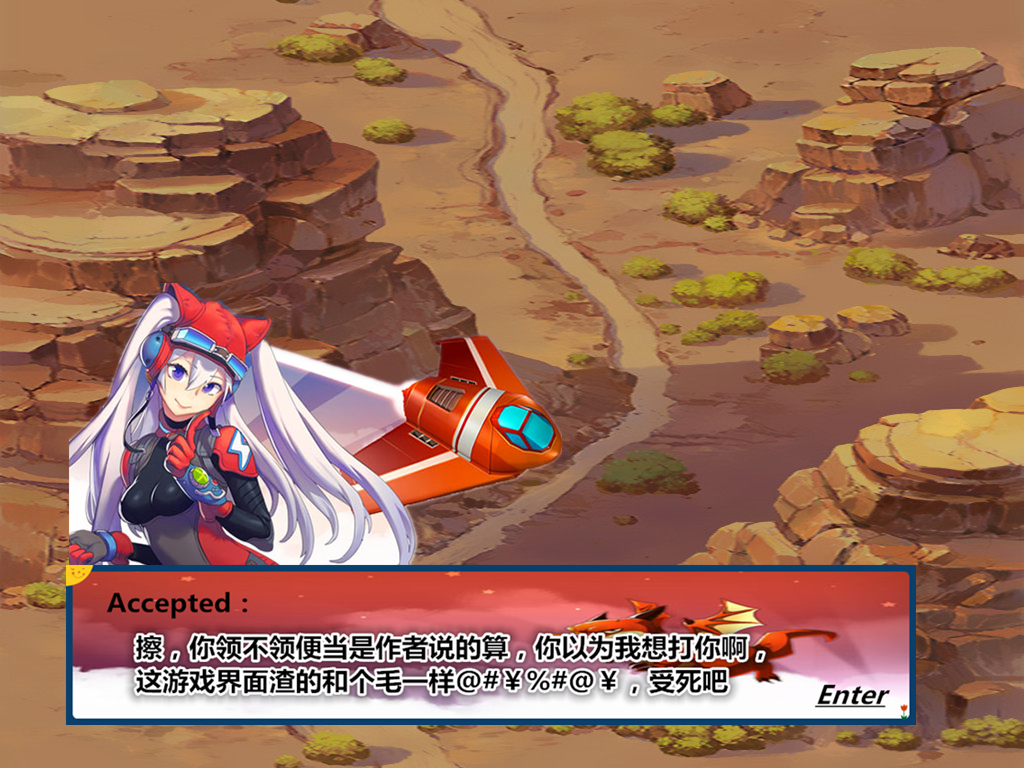 Accepted：
擦，你领不领便当是作者说的算，你以为我想打你啊，
这游戏界面渣的和个毛一样@#￥%#@￥，受死吧
Enter